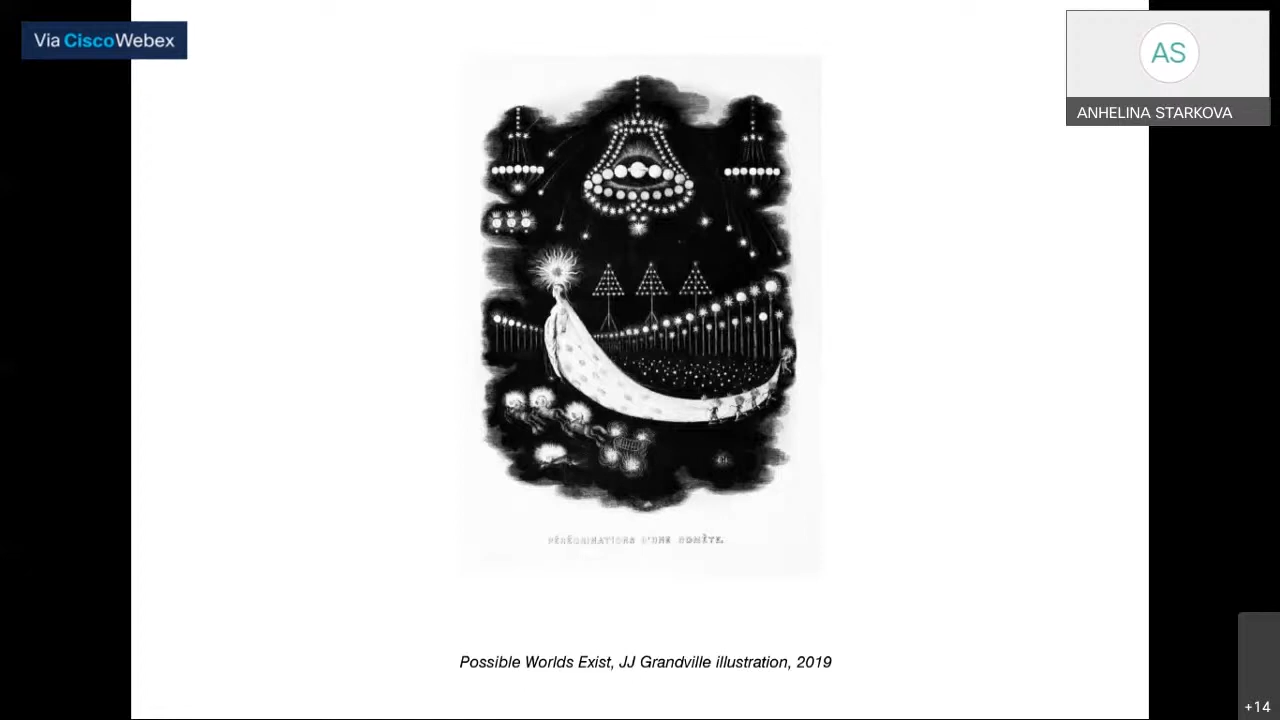 Via CiscoWebex
AS
ANHELINA STARKOVA
PÉRÉGRINATIONS D'UNE COMÈTE.
Possible Worlds Exist, JJ Grandville illustration, 2019
+14